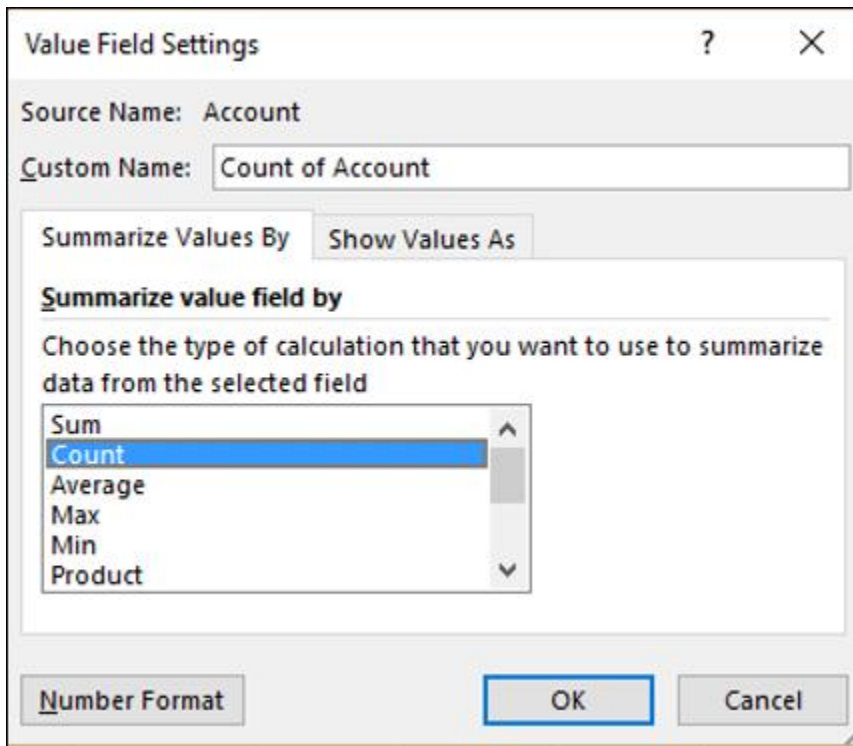 Value Field Settings ? ×
Source Name: Account
Custom Name: Count of Account
Summarize Values By Show Values As
Summarize value field by
Choose the type of calculation that you want to use to summarize
data from the selected field
Sum
Count
Average
Max
Min
Product
Number Format OK Cancel